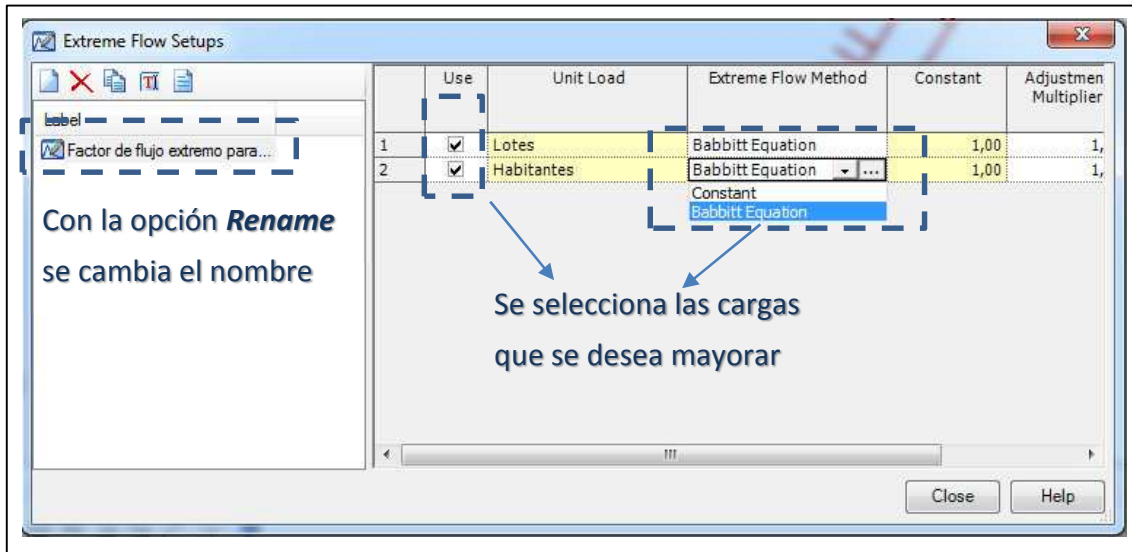 Extreme Flow Setups
Label
Factor de flujo extremo para...
Use Unit Load Extreme Flow Method Constant Adjustmen
Multiplier
1 Lotes Babbitt Equation 1,00 1,
2 Habitantes Babbitt Equation ... 1,00 1,
Constant
Babbitt Equation
Con la opción Rename
se cambia el nombre
Se selecciona las cargas
que se desea mayorar
Close Help